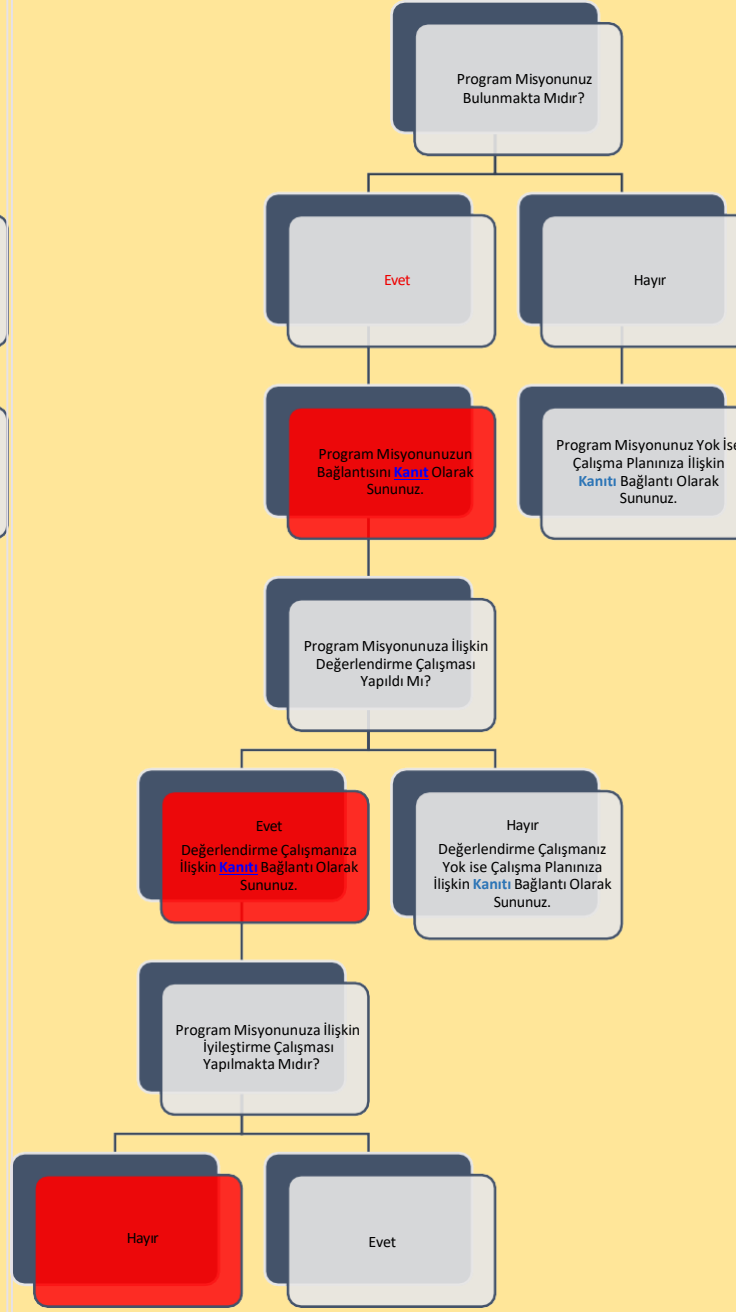 Program Misyonunuz
Bulunmakta Mıdır?
Evet
Hayır
Program Misyonunuzun
Bağlantısını Kanıt Olarak
Sununuz.
Program Misyonunuz Yok İse
Çalışma Planınıza İlişkin
Kanıtı Bağlantı Olarak
Sununuz.
Program Misyonunuza İlişkin
Değerlendirme Çalışması
Yapıldı Mı?
Evet
Değerlendirme Çalışmanıza
İlişkin Kanıtı Bağlantı Olarak
Sununuz.
Hayır
Değerlendirme Çalışmanız
Yok ise Çalışma Planınıza
İlişkin Kanıtı Bağlantı Olarak
Sununuz.
Program Misyonunuza İlişkin
İyileştirme Çalışması
Yapılmakta Mıdır?
Hayır
Evet